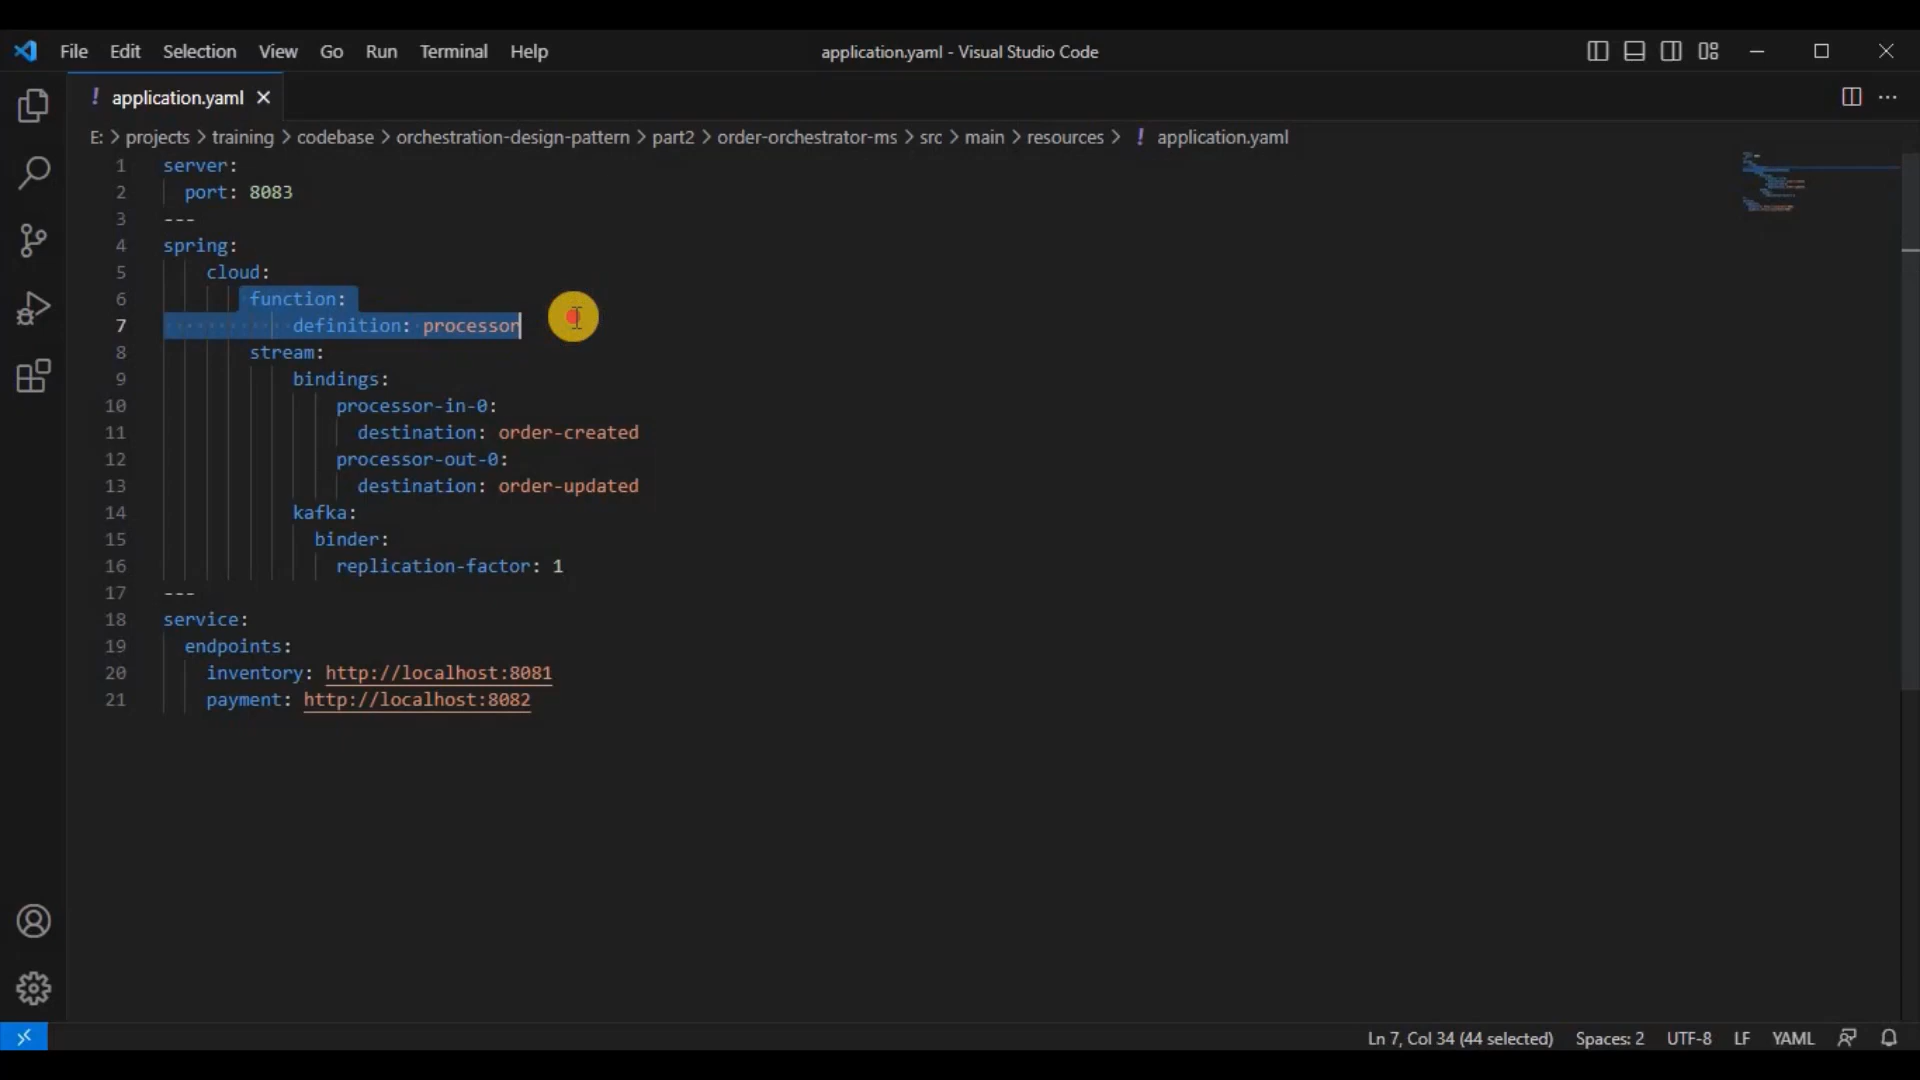 File Edit Selection View Go Run Terminal Help application.yaml - Visual Studio Code
! application.yaml
E: > projects > training > codebase > orchestration-design-pattern > part2 > order-orchestrator-ms > src > main > resources > ! application.yaml
1 server:
2 port: 8083
3 ---
4 spring:
5 cloud:
6 function:
7 definition: processor
8 stream:
9 bindings:
10 processor-in-0:
11 destination: order-created
12 processor-out-0:
13 destination: order-updated
14 kafka:
15 binder:
16 replication-factor: 1
17 ---
18 service:
19 endpoints:
20 inventory: http://localhost:8081
21 payment: http://localhost:8082
Ln 7, Col 34 (44 selected) Spaces: 2 UTF-8 LF YAML